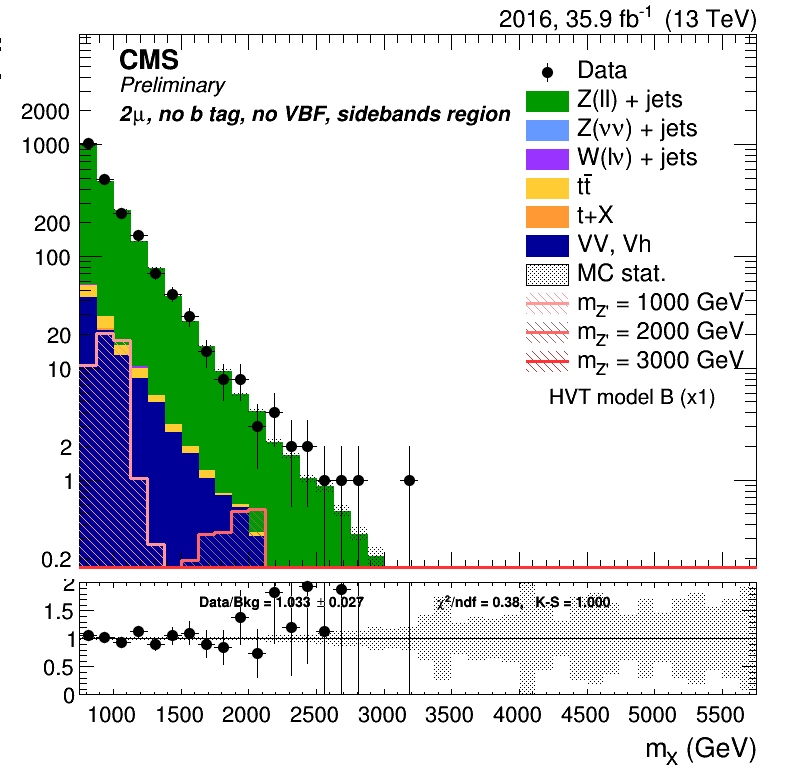 2016, 35.9 fb⁻¹ (13 TeV)
CMS
Preliminary
2μ, no b tag, no VBF, sidebands region
Data
Z(ll) + jets
Z(νν) + jets
W(lν) + jets
tt̄
t+X
VV, Vh
MC stat.
m_Z' = 1000 GeV
m_Z' = 2000 GeV
m_Z' = 3000 GeV
HVT model B (x1)
2000
1000
200
100
20
10
2
1
0.2
Data/Bkg = 1.033 ± 0.027
χ²/ndf = 0.38, K-S = 1.000
2
1.5
1
0.5
0
1000 1500 2000 2500 3000 3500 4000 4500 5000 5500
m_X (GeV)